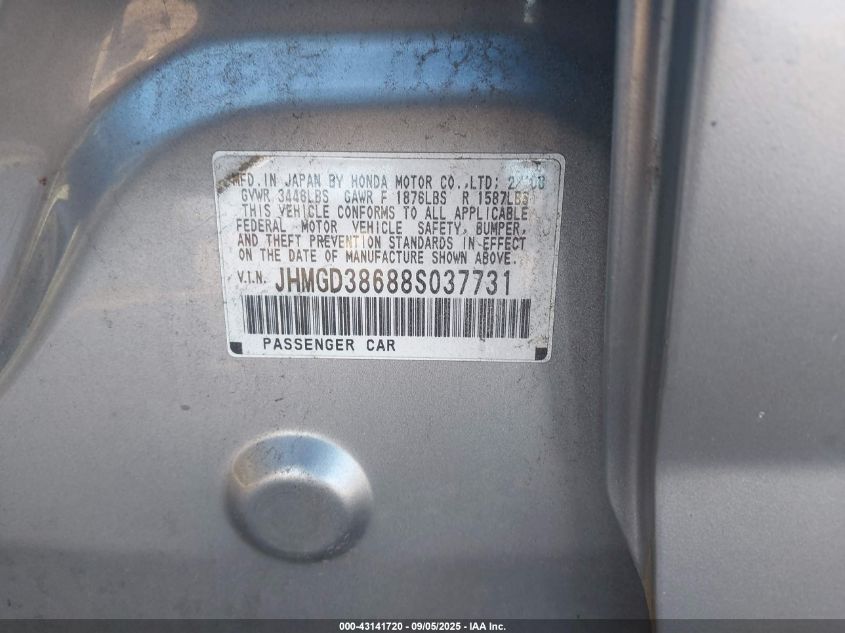 MFD IN JAPAN BY HONDA MOTOR CO.,LTD; 2/08
GVWR 3446LBS GAWR F 1876LBS R 1587LBS
THIS VEHICLE CONFORMS TO ALL APPLICABLE
FEDERAL MOTOR VEHICLE SAFETY, BUMPER,
AND THEFT PREVENTION STANDARDS IN EFFECT
ON THE DATE OF MANUFACTURE SHOWN ABOVE.
V.I.N. JHMGD38688S037731
PASSENGER CAR
000-43141720 - 09/05/2025 - IAA Inc.